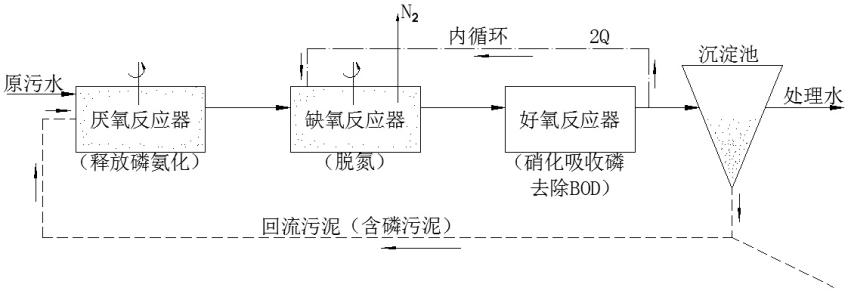 N₂
内循环 2Q
沉淀池
原污水
处理水
厌氧反应器
缺氧反应器
好氧反应器
（释放磷氨化）
（脱氮）
（硝化吸收磷
去除BOD）
回流污泥（含磷污泥）